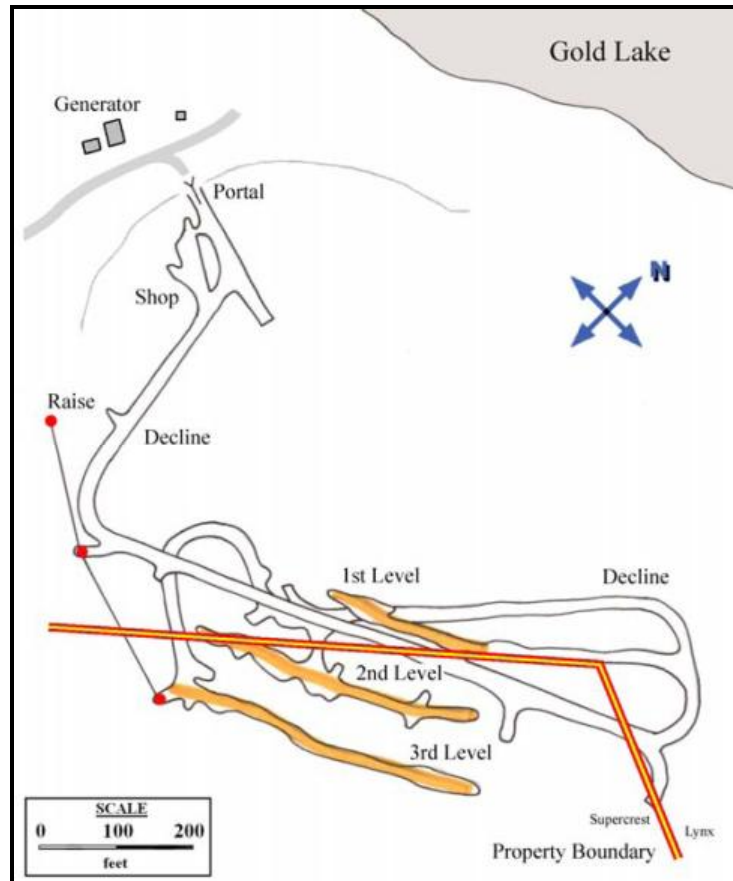 Gold Lake
Generator
Portal
N
Shop
Raise
Decline
1st Level
Decline
2nd Level
3rd Level
SCALE
0 100 200
feet
Supercrest
Lynx
Property Boundary